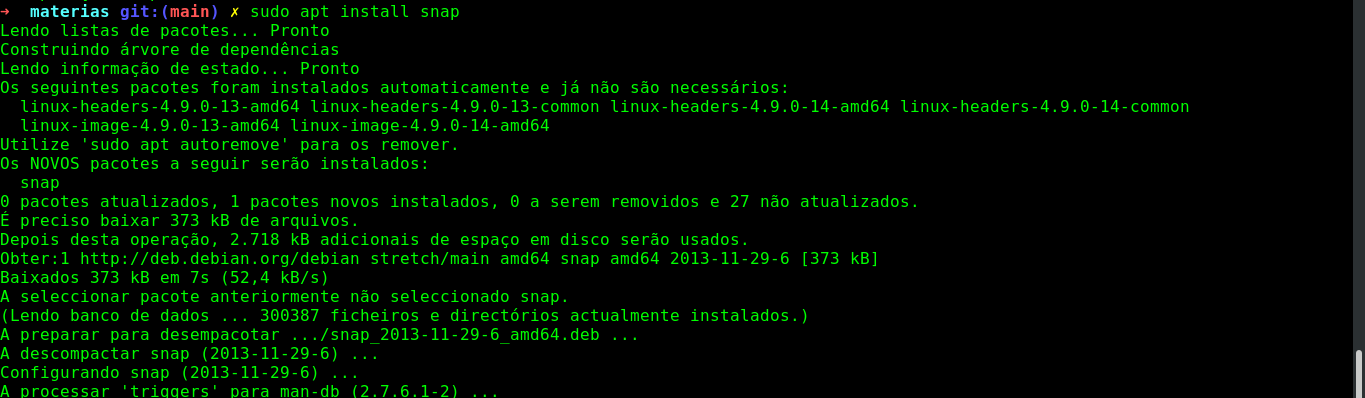 ➜  materias git:(main) ✗ sudo apt install snap
Lendo listas de pacotes... Pronto
Construindo árvore de dependências
Lendo informação de estado... Pronto
Os seguintes pacotes foram instalados automaticamente e já não são necessários:
  linux-headers-4.9.0-13-amd64 linux-headers-4.9.0-13-common linux-headers-4.9.0-14-amd64 linux-headers-4.9.0-14-common
  linux-image-4.9.0-13-amd64 linux-image-4.9.0-14-amd64
Utilize 'sudo apt autoremove' para os remover.
Os NOVOS pacotes a seguir serão instalados:
  snap
0 pacotes atualizados, 1 pacotes novos instalados, 0 a serem removidos e 27 não atualizados.
É preciso baixar 373 kB de arquivos.
Depois desta operação, 2.718 kB adicionais de espaço em disco serão usados.
Obter:1 http://deb.debian.org/debian stretch/main amd64 snap amd64 2013-11-29-6 [373 kB]
Baixados 373 kB em 7s (52,4 kB/s)
A seleccionar pacote anteriormente não seleccionado snap.
(Lendo banco de dados ... 300387 ficheiros e directórios actualmente instalados.)
A preparar para desempacotar .../snap_2013-11-29-6_amd64.deb ...
A descompactar snap (2013-11-29-6) ...
Configurando snap (2013-11-29-6) ...
A processar 'triggers' para man-db (2.7.6.1-2) ...